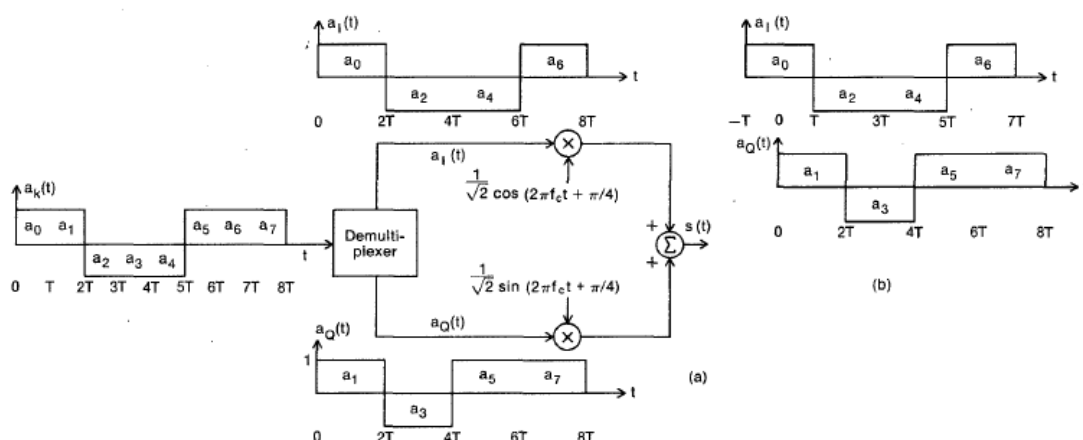 a_I(t)
a_0 a_6
t
a_2 a_4
0 2T 4T 6T 8T
a_I(t)
1/√2 cos (2πf_c t + π/4)
a_k(t)
a_0 a_1 a_5 a_6 a_7
a_2 a_3 a_4
t
0 T 2T 3T 4T 5T 6T 7T 8T
Demulti-
plexer
+
Σ
+
s(t)
1/√2 sin (2πf_c t + π/4)
a_Q(t)
a_Q(t)
1
a_1 a_5 a_7
t
a_3
0 2T 4T 6T 8T
(a)
a_I(t)
a_0 a_6
t
a_2 a_4
−T 0 T 3T 5T 7T
a_Q(t)
a_1 a_5 a_7
a_3
0 2T 4T 6T 8T
(b)